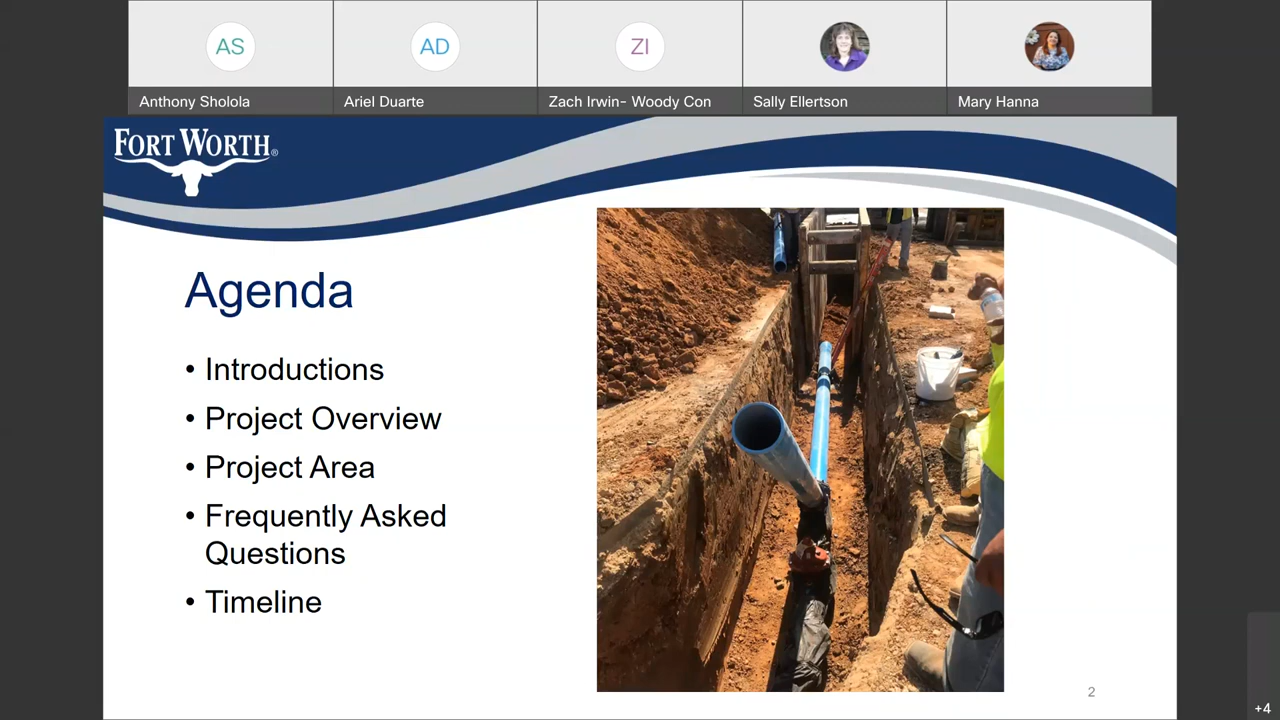 AS
AD
ZI
Anthony Sholola
Ariel Duarte
Zach Irwin- Woody Con
Sally Ellertson
Mary Hanna
FORT WORTH®
Agenda
• Introductions
• Project Overview
• Project Area
• Frequently Asked
Questions
• Timeline
2
+4